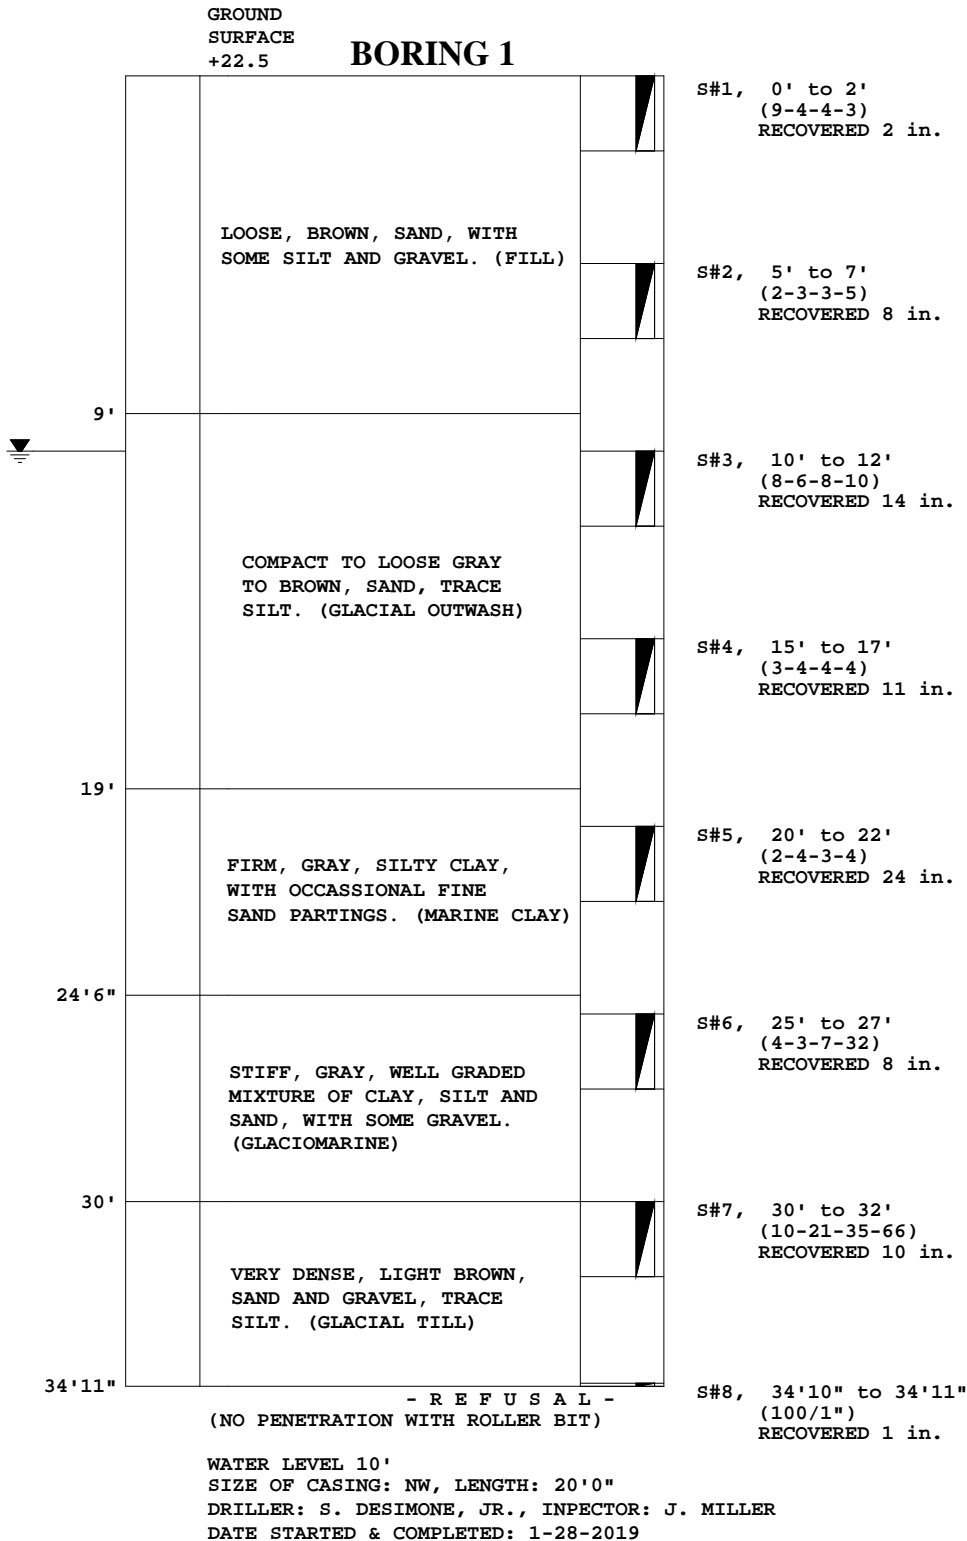 GROUND
SURFACE
+22.5
BORING 1
S#1, 0' to 2'
(9-4-4-3)
RECOVERED 2 in.
LOOSE, BROWN, SAND, WITH
SOME SILT AND GRAVEL. (FILL)
S#2, 5' to 7'
(2-3-3-5)
RECOVERED 8 in.
9'
S#3, 10' to 12'
(8-6-8-10)
RECOVERED 14 in.
COMPACT TO LOOSE GRAY
TO BROWN, SAND, TRACE
SILT. (GLACIAL OUTWASH)
S#4, 15' to 17'
(3-4-4-4)
RECOVERED 11 in.
19'
S#5, 20' to 22'
(2-4-3-4)
RECOVERED 24 in.
FIRM, GRAY, SILTY CLAY,
WITH OCCASSIONAL FINE
SAND PARTINGS. (MARINE CLAY)
24'6"
S#6, 25' to 27'
(4-3-7-32)
RECOVERED 8 in.
STIFF, GRAY, WELL GRADED
MIXTURE OF CLAY, SILT AND
SAND, WITH SOME GRAVEL.
(GLACIOMARINE)
30'
S#7, 30' to 32'
(10-21-35-66)
RECOVERED 10 in.
VERY DENSE, LIGHT BROWN,
SAND AND GRAVEL, TRACE
SILT. (GLACIAL TILL)
34'11"
S#8, 34'10" to 34'11"
(100/1")
RECOVERED 1 in.
- R E F U S A L -
(NO PENETRATION WITH ROLLER BIT)
WATER LEVEL 10'
SIZE OF CASING: NW, LENGTH: 20'0"
DRILLER: S. DESIMONE, JR., INPECTOR: J. MILLER
DATE STARTED & COMPLETED: 1-28-2019